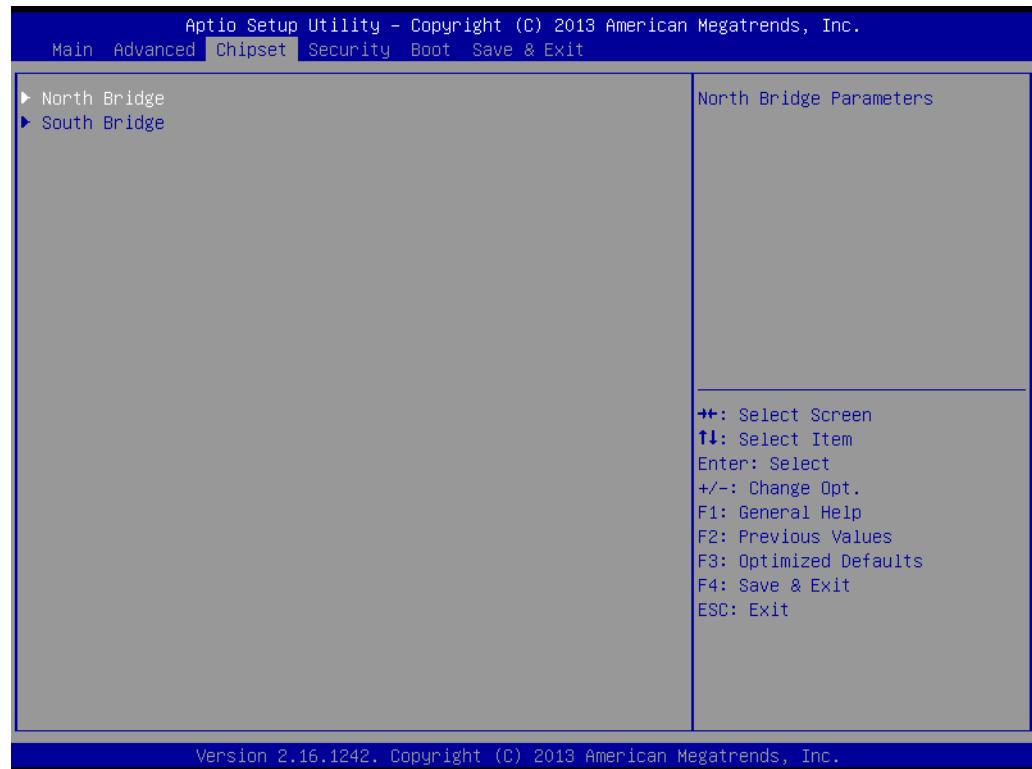 Aptio Setup Utility – Copyright (C) 2013 American Megatrends, Inc.
Main Advanced Chipset Security Boot Save & Exit
▶ North Bridge
▶ South Bridge
North Bridge Parameters
→←: Select Screen
↑↓: Select Item
Enter: Select
+/-: Change Opt.
F1: General Help
F2: Previous Values
F3: Optimized Defaults
F4: Save & Exit
ESC: Exit
Version 2.16.1242. Copyright (C) 2013 American Megatrends, Inc.